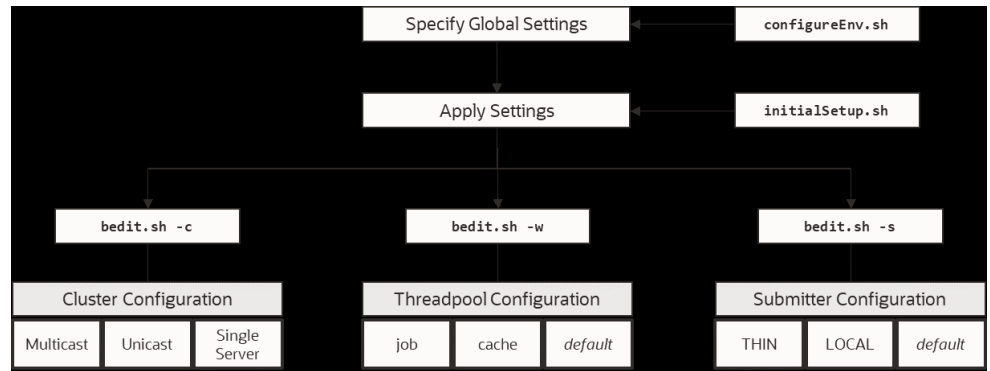 Specify Global Settings
configureEnv.sh
Apply Settings
initialSetup.sh
bedit.sh -c
bedit.sh -w
bedit.sh -s
Cluster Configuration
Threadpool Configuration
Submitter Configuration
Multicast
Unicast
Single
Server
job
cache
default
THIN
LOCAL
default